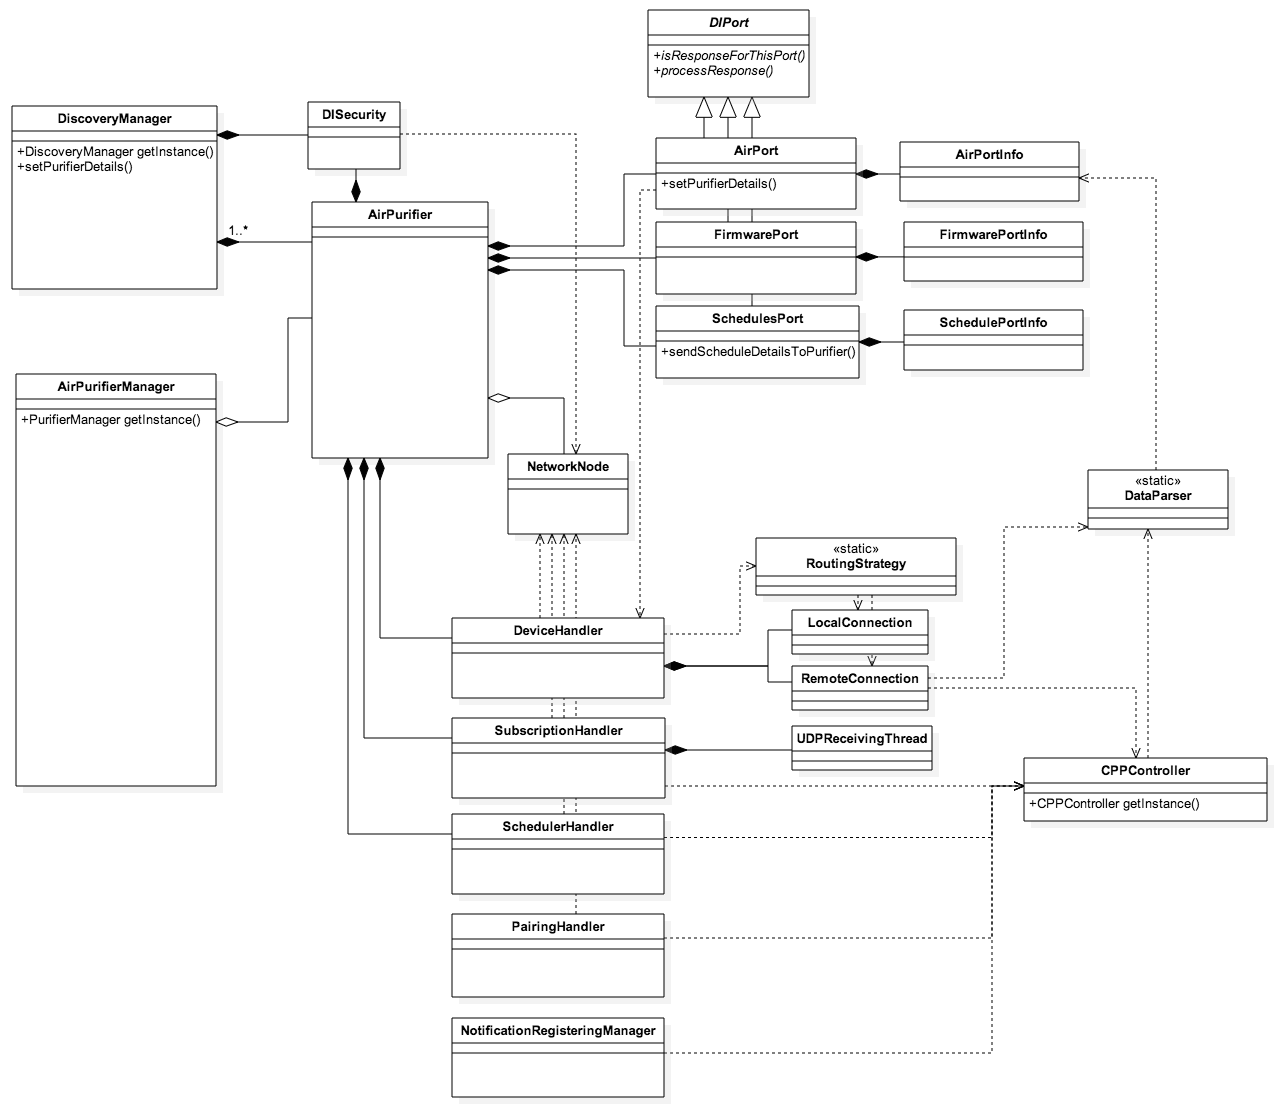 DIPort
+isResponseForThisPort()
+processResponse()
DiscoveryManager
+DiscoveryManager getInstance()
+setPurifierDetails()
DISecurity
AirPort
+setPurifierDetails()
AirPortInfo
AirPurifier
1..*
FirmwarePort
FirmwarePortInfo
SchedulesPort
+sendScheduleDetailsToPurifier()
SchedulePortInfo
AirPurifierManager
+PurifierManager getInstance()
NetworkNode
«static»
DataParser
«static»
RoutingStrategy
DeviceHandler
LocalConnection
RemoteConnection
SubscriptionHandler
UDPReceivingThread
CPPController
+CPPController getInstance()
SchedulerHandler
PairingHandler
NotificationRegisteringManager